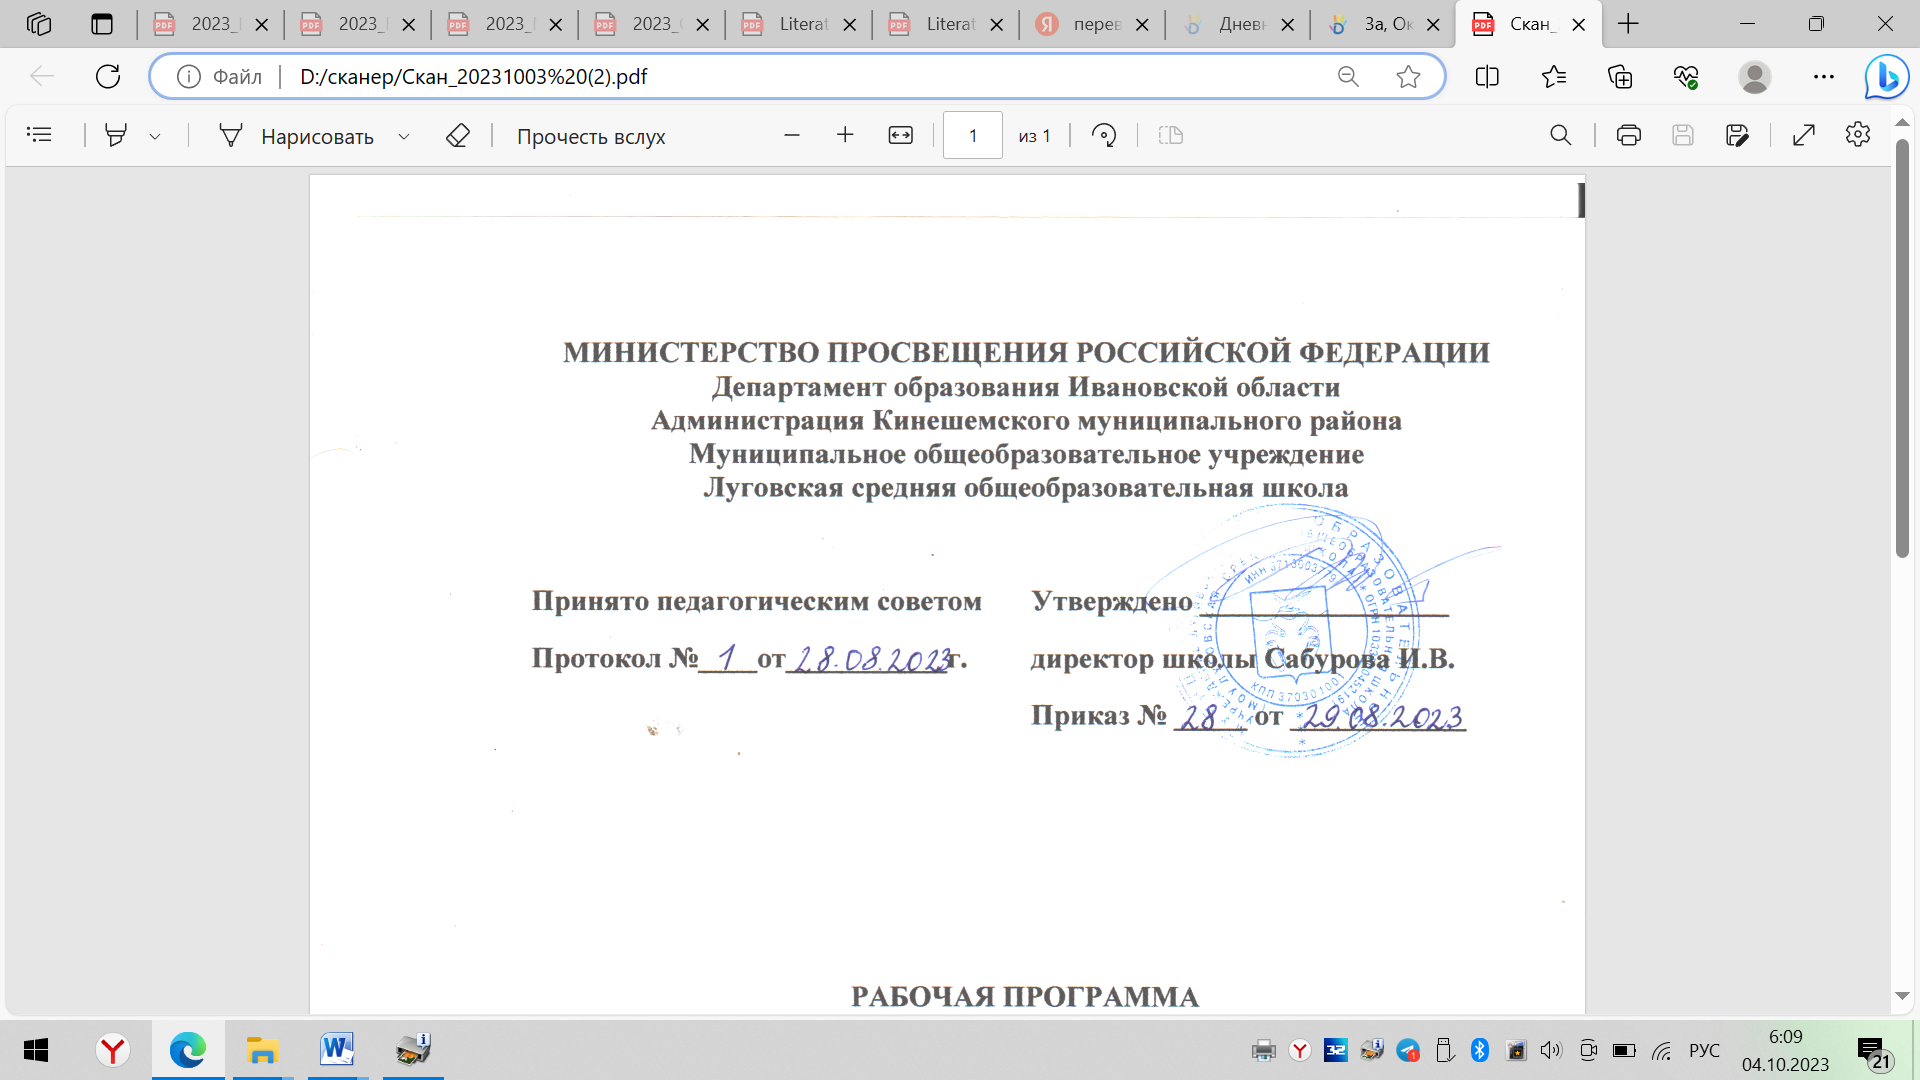 2023_ 2023_ 2023_ 2023_ Literat Literat перев Дневн За, Ок Скан_
Файл D:/сканер/Скан_20231003%20(2).pdf
Нарисовать Прочесть вслух 1 из 1
МИНИСТЕРСТВО ПРОСВЕЩЕНИЯ РОССИЙСКОЙ ФЕДЕРАЦИИ
Департамент образования Ивановской области
Администрация Кинешемского муниципального района
Муниципальное общеобразовательное учреждение
Луговская средняя общеобразовательная школа
Принято педагогическим советом Утверждено
Протокол № 1 от 28.08.2023 г. директор школы Сабурова И.В.
Приказ № 28 от 29.08.2023
КПП 370301001
РАБОЧАЯ ПРОГРАММА
РУС
6:09
04.10.2023
21